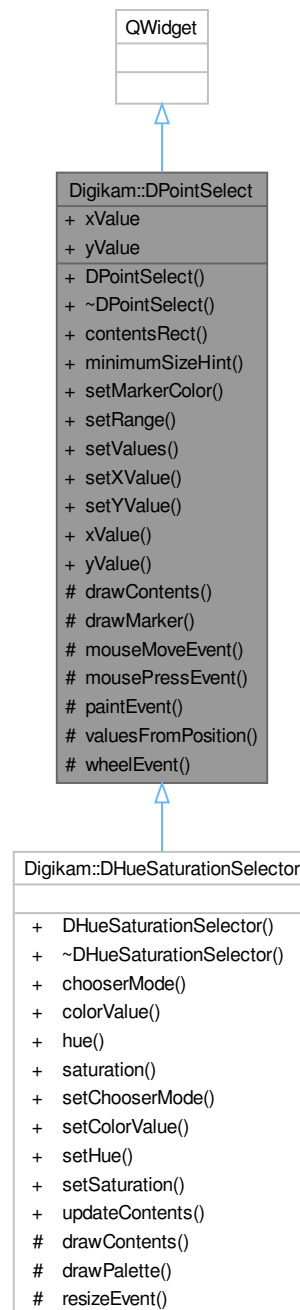 QWidget
Digikam::DPointSelect
+ xValue
+ yValue
+ DPointSelect()
+ ~DPointSelect()
+ contentsRect()
+ minimumSizeHint()
+ setMarkerColor()
+ setRange()
+ setValues()
+ setXValue()
+ setYValue()
+ xValue()
+ yValue()
# drawContents()
# drawMarker()
# mouseMoveEvent()
# mousePressEvent()
# paintEvent()
# valuesFromPosition()
# wheelEvent()
Digikam::DHueSaturationSelector
+ DHueSaturationSelector()
+ ~DHueSaturationSelector()
+ chooserMode()
+ colorValue()
+ hue()
+ saturation()
+ setChooserMode()
+ setColorValue()
+ setHue()
+ setSaturation()
+ updateContents()
# drawContents()
# drawPalette()
# resizeEvent()